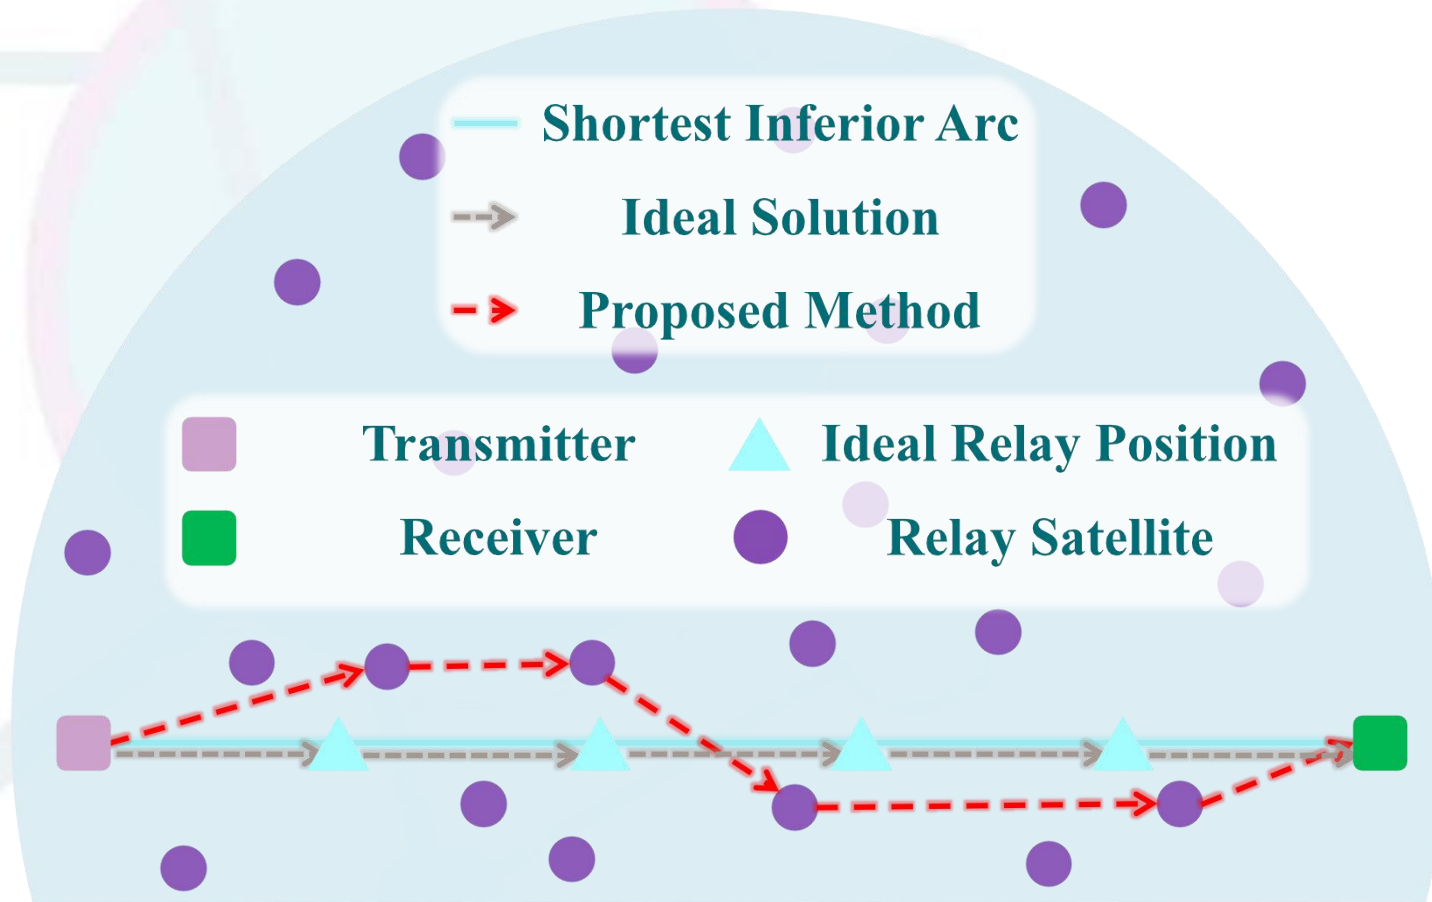 Shortest Inferior Arc
Ideal Solution
Proposed Method
Transmitter
Ideal Relay Position
Receiver
Relay Satellite